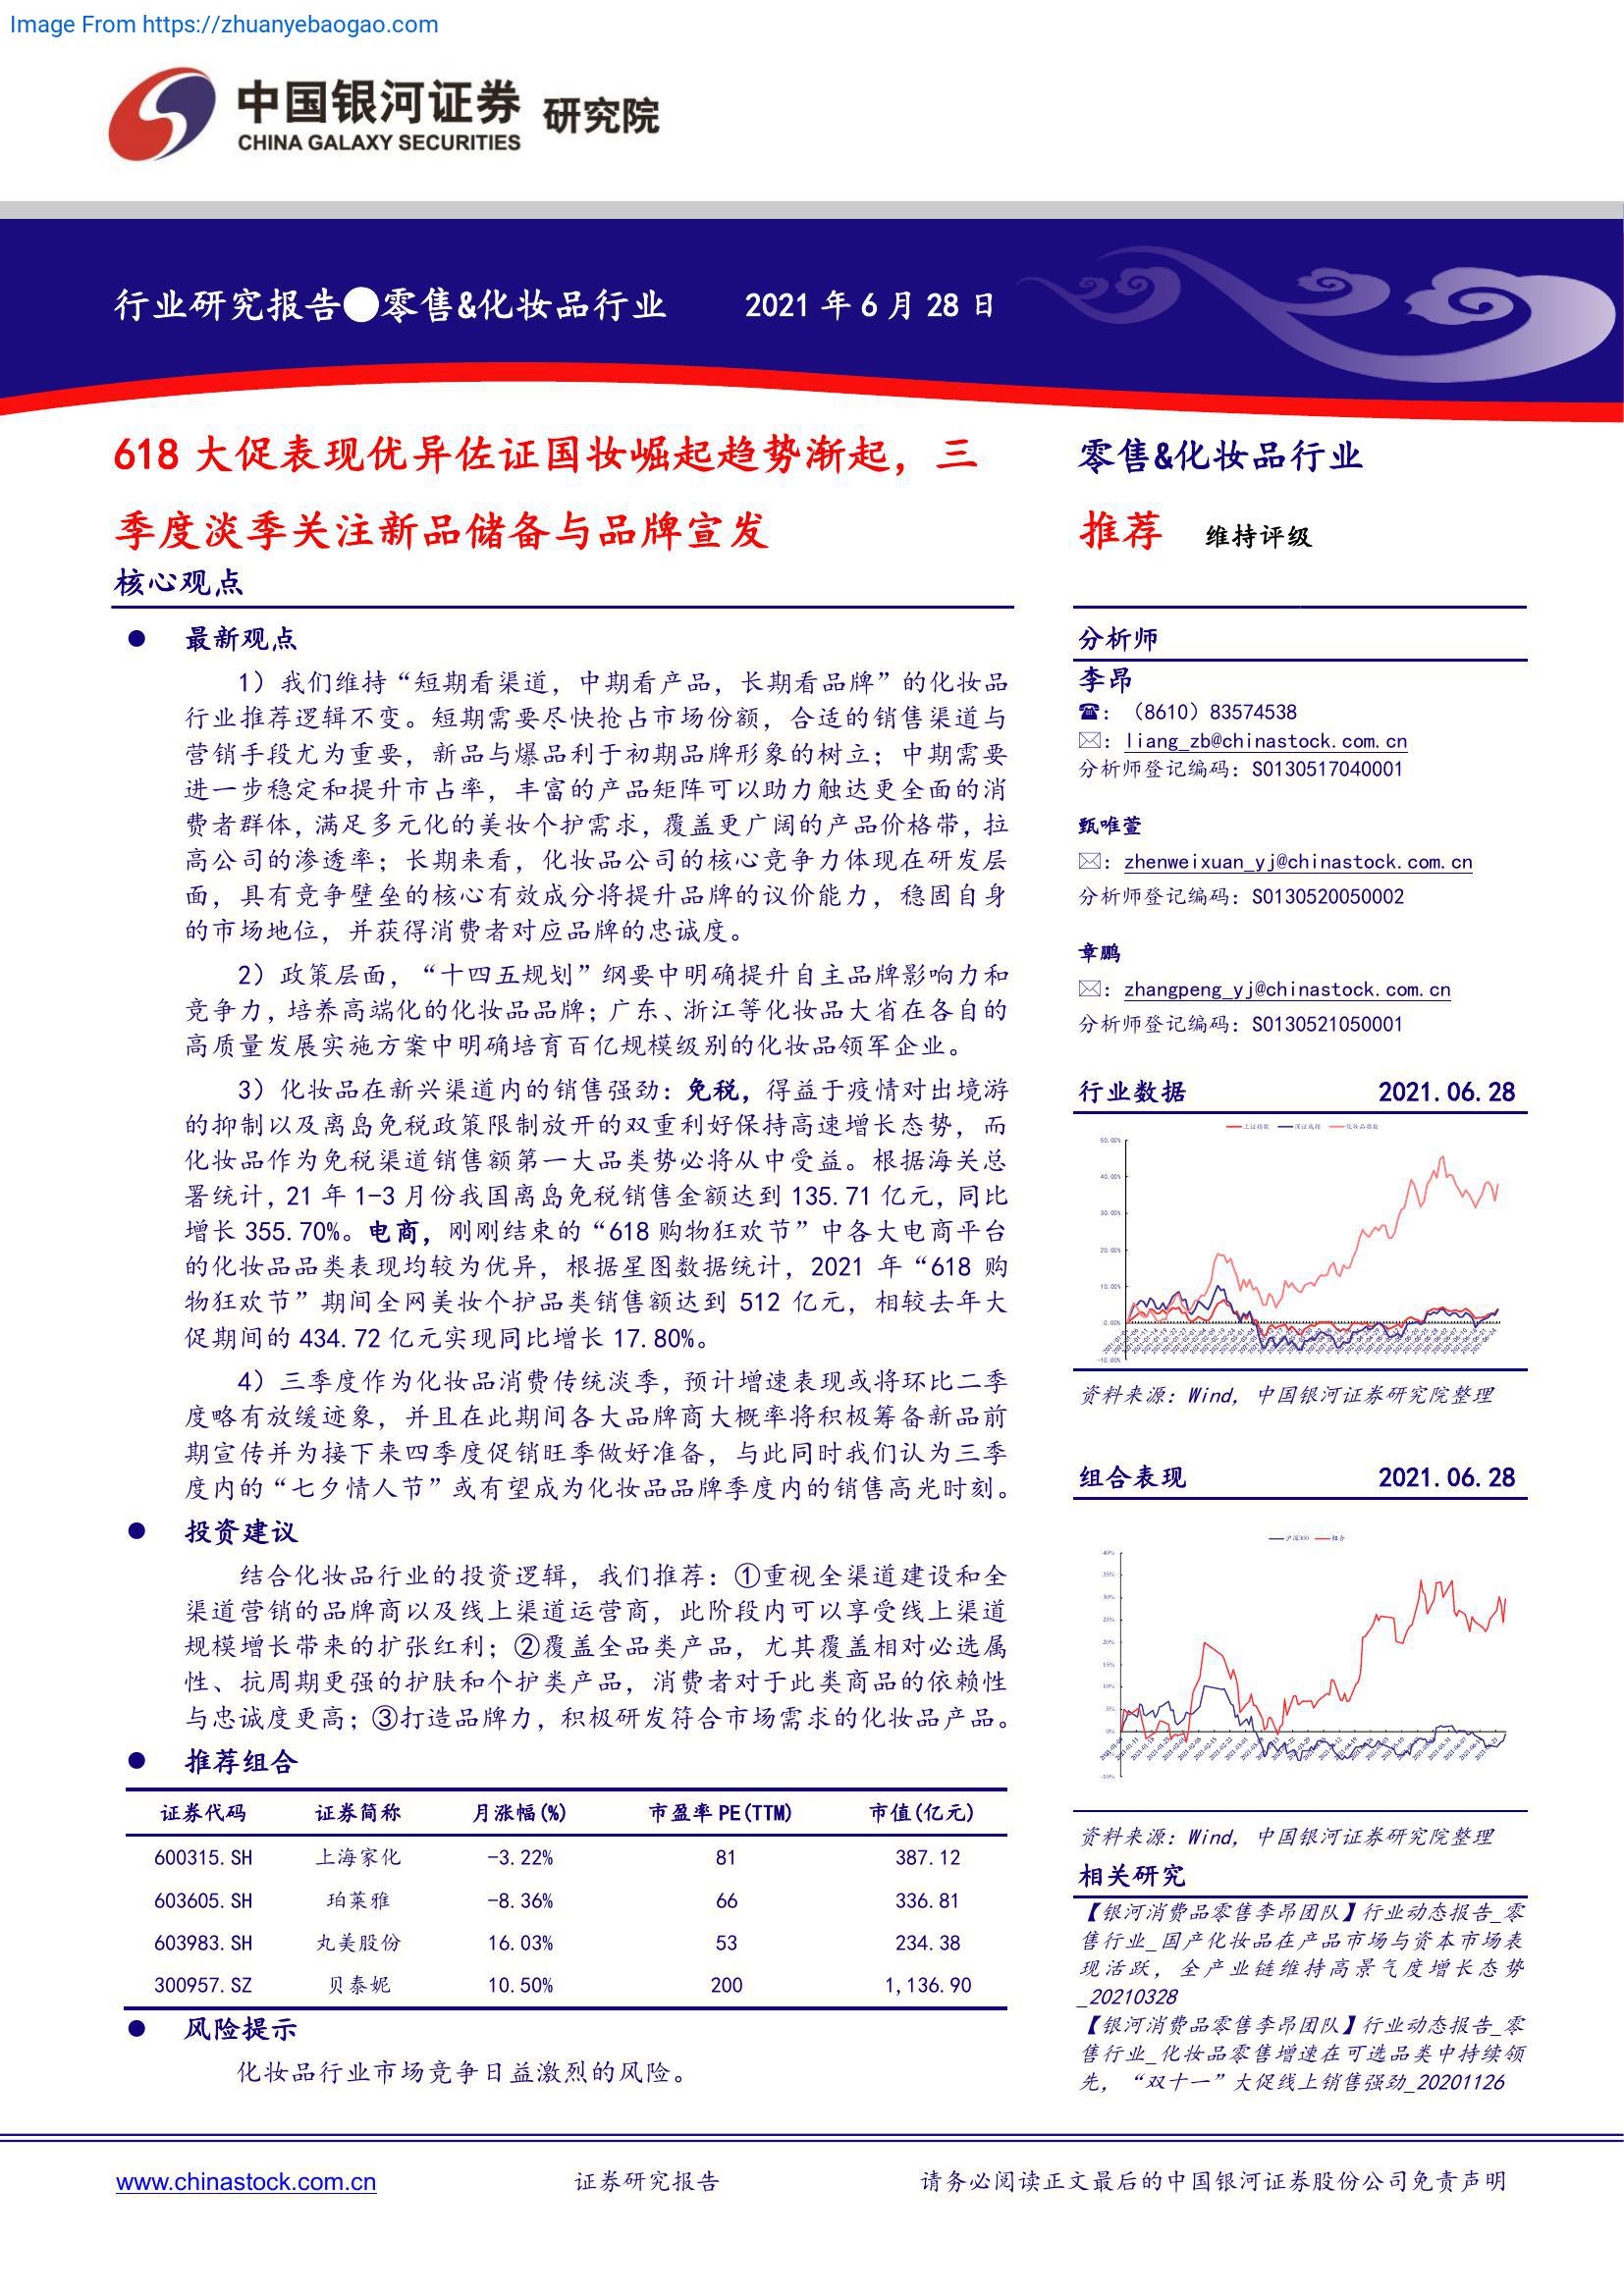 Image From https://zhuanyebaogao.com
中国银河证券 研究院
CHINA GALAXY SECURITIES
行业研究报告●零售&化妆品行业 2021 年 6 月 28 日
618 大促表现优异佐证国妆崛起趋势渐起，三
季度淡季关注新品储备与品牌宣发
核心观点
● 最新观点
1）我们维持“短期看渠道，中期看产品，长期看品牌”的化妆品
行业推荐逻辑不变。短期需要尽快抢占市场份额，合适的销售渠道与
营销手段尤为重要，新品与爆品利于初期品牌形象的树立；中期需要
进一步稳定和提升市占率，丰富的产品矩阵可以助力触达更全面的消
费者群体，满足多元化的美妆个护需求，覆盖更广阔的产品价格带，拉
高公司的渗透率；长期来看，化妆品公司的核心竞争力体现在研发层
面，具有竞争壁垒的核心有效成分将提升品牌的议价能力，稳固自身
的市场地位，并获得消费者对应品牌的忠诚度。
2）政策层面，“十四五规划”纲要中明确提升自主品牌影响力和
竞争力，培养高端化的化妆品品牌；广东、浙江等化妆品大省在各自的
高质量发展实施方案中明确培育百亿规模级别的化妆品领军企业。
3）化妆品在新兴渠道内的销售强劲：免税，得益于疫情对出境游
的抑制以及离岛免税政策限制放开的双重利好保持高速增长态势，而
化妆品作为免税渠道销售额第一大品类势必将从中受益。根据海关总
署统计，21 年 1-3 月份我国离岛免税销售金额达到 135.71 亿元，同比
增长 355.70%。电商，刚刚结束的“618 购物狂欢节”中各大电商平台
的化妆品品类表现均较为优异，根据星图数据统计，2021 年“618 购
物狂欢节”期间全网美妆个护品类销售额达到 512 亿元，相较去年大
促期间的 434.72 亿元实现同比增长 17.80%。
4）三季度作为化妆品消费传统淡季，预计增速表现或将环比二季
度略有放缓迹象，并且在此期间各大品牌商大概率将积极筹备新品前
期宣传并为接下来四季度促销旺季做好准备，与此同时我们认为三季
度内的“七夕情人节”或有望成为化妆品品牌季度内的销售高光时刻。
● 投资建议
结合化妆品行业的投资逻辑，我们推荐：①重视全渠道建设和全
渠道营销的品牌商以及线上渠道运营商，此阶段内可以享受线上渠道
规模增长带来的扩张红利；②覆盖全品类产品，尤其覆盖相对必选属
性、抗周期更强的护肤和个护类产品，消费者对于此类商品的依赖性
与忠诚度更高；③打造品牌力，积极研发符合市场需求的化妆品产品。
● 推荐组合
证券代码 证券简称 月涨幅(%) 市盈率 PE(TTM) 市值(亿元)
600315.SH 上海家化 -3.22% 81 387.12
603605.SH 珀莱雅 -8.36% 66 336.81
603983.SH 丸美股份 16.03% 53 234.38
300957.SZ 贝泰妮 10.50% 200 1,136.90
● 风险提示
化妆品行业市场竞争日益激烈的风险。
零售&化妆品行业
推荐 维持评级
分析师
李昂
☎：（8610）83574538
✉：liang_zb@chinastock.com.cn
分析师登记编码：S0130517040001
甄唯萱
✉：zhenweixuan_yj@chinastock.com.cn
分析师登记编码：S0130520050002
章鹏
✉：zhangpeng_yj@chinastock.com.cn
分析师登记编码：S0130521050001
行业数据 2021.06.28
上证指数 深证成指 化妆品指数
50.00%
40.00%
30.00%
20.00%
10.00%
0.00%
-10.00%
资料来源：Wind, 中国银河证券研究院整理
组合表现 2021.06.28
沪深300 组合
40%
35%
30%
25%
20%
15%
10%
5%
0%
-10%
资料来源：Wind, 中国银河证券研究院整理
相关研究
【银河消费品零售李昂团队】行业动态报告_零
售行业_国产化妆品在产品市场与资本市场表
现活跃，全产业链维持高景气度增长态势
_20210328
【银河消费品零售李昂团队】行业动态报告_零
售行业_化妆品零售增速在可选品类中持续领
先，“双十一”大促线上销售强劲_20201126
www.chinastock.com.cn 证券研究报告 请务必阅读正文最后的中国银河证券股份公司免责声明